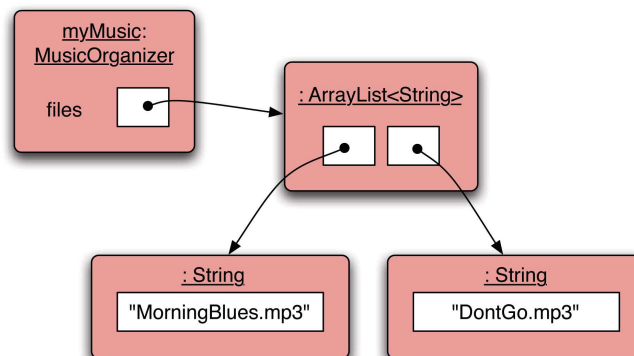 myMusic:
MusicOrganizer
files
: ArrayList<String>
: String
"MorningBlues.mp3"
: String
"DontGo.mp3"